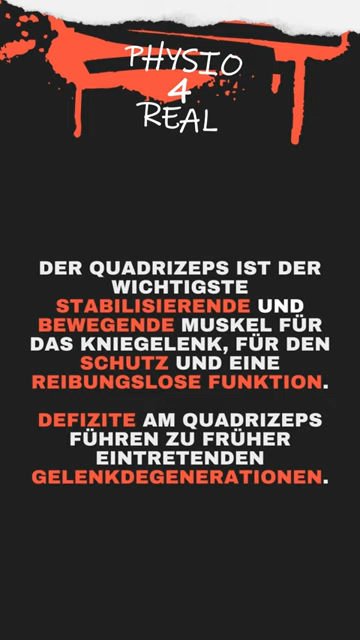 PHYSIO
4
REAL
DER QUADRIZEPS IST DER
WICHTIGSTE
STABILISIERENDE UND
BEWEGENDE MUSKEL FÜR
DAS KNIEGELENK, FÜR DEN
SCHUTZ UND EINE
REIBUNGSLOSE FUNKTION.
DEFIZITE AM QUADRIZEPS
FÜHREN ZU FRÜHER
EINTRETENDEN
GELENKDEGENERATIONEN.